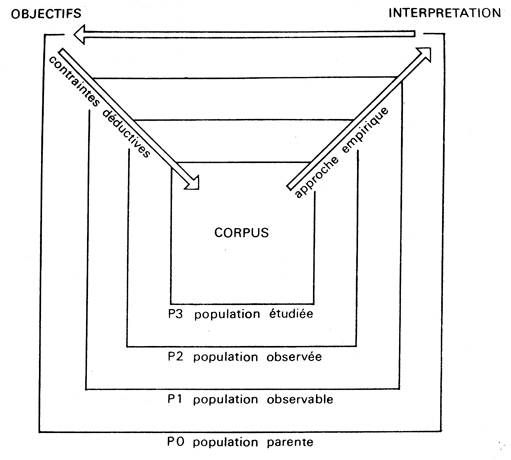 OBJECTIFS
INTERPRETATION
contraintes déductives
approche empirique
CORPUS
P3 population étudiée
P2 population observée
P1 population observable
P0 population parente